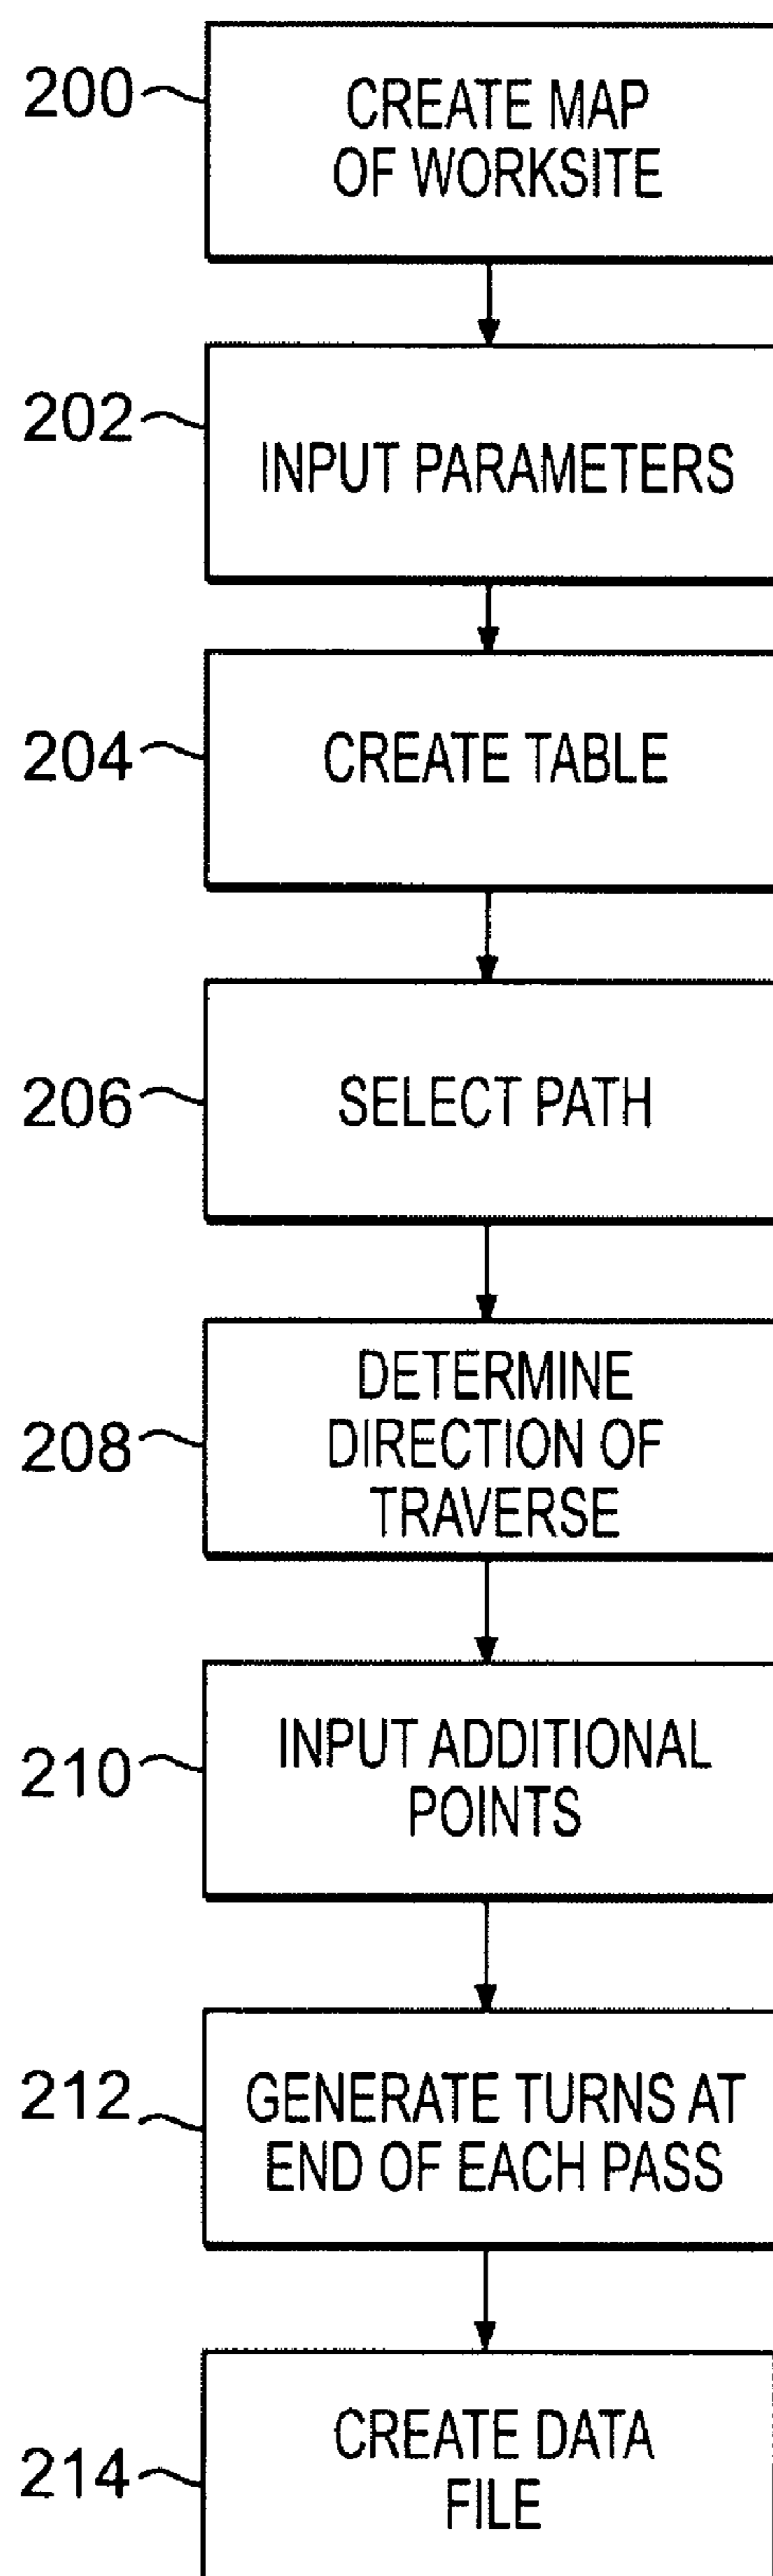 200
CREATE MAP
OF WORKSITE
202
INPUT PARAMETERS
204
CREATE TABLE
206
SELECT PATH
208
DETERMINE
DIRECTION OF
TRAVERSE
210
INPUT ADDITIONAL
POINTS
212
GENERATE TURNS AT
END OF EACH PASS
214
CREATE DATA
FILE